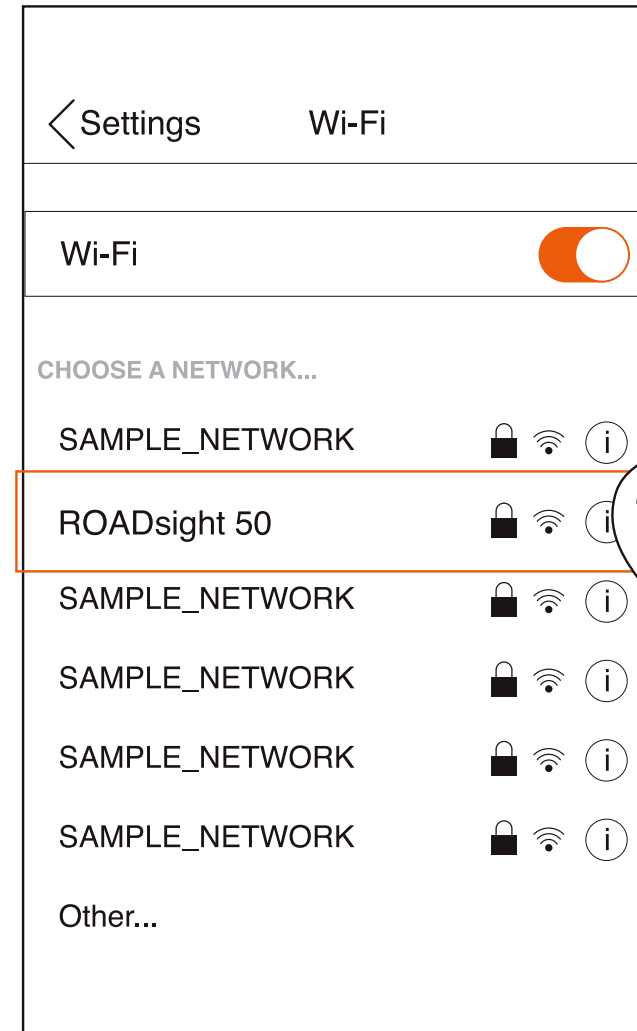 Settings Wi-Fi
Wi-Fi
CHOOSE A NETWORK...
SAMPLE_NETWORK i
ROADsight 50 i
SAMPLE_NETWORK i
SAMPLE_NETWORK i
SAMPLE_NETWORK i
SAMPLE_NETWORK i
Other...